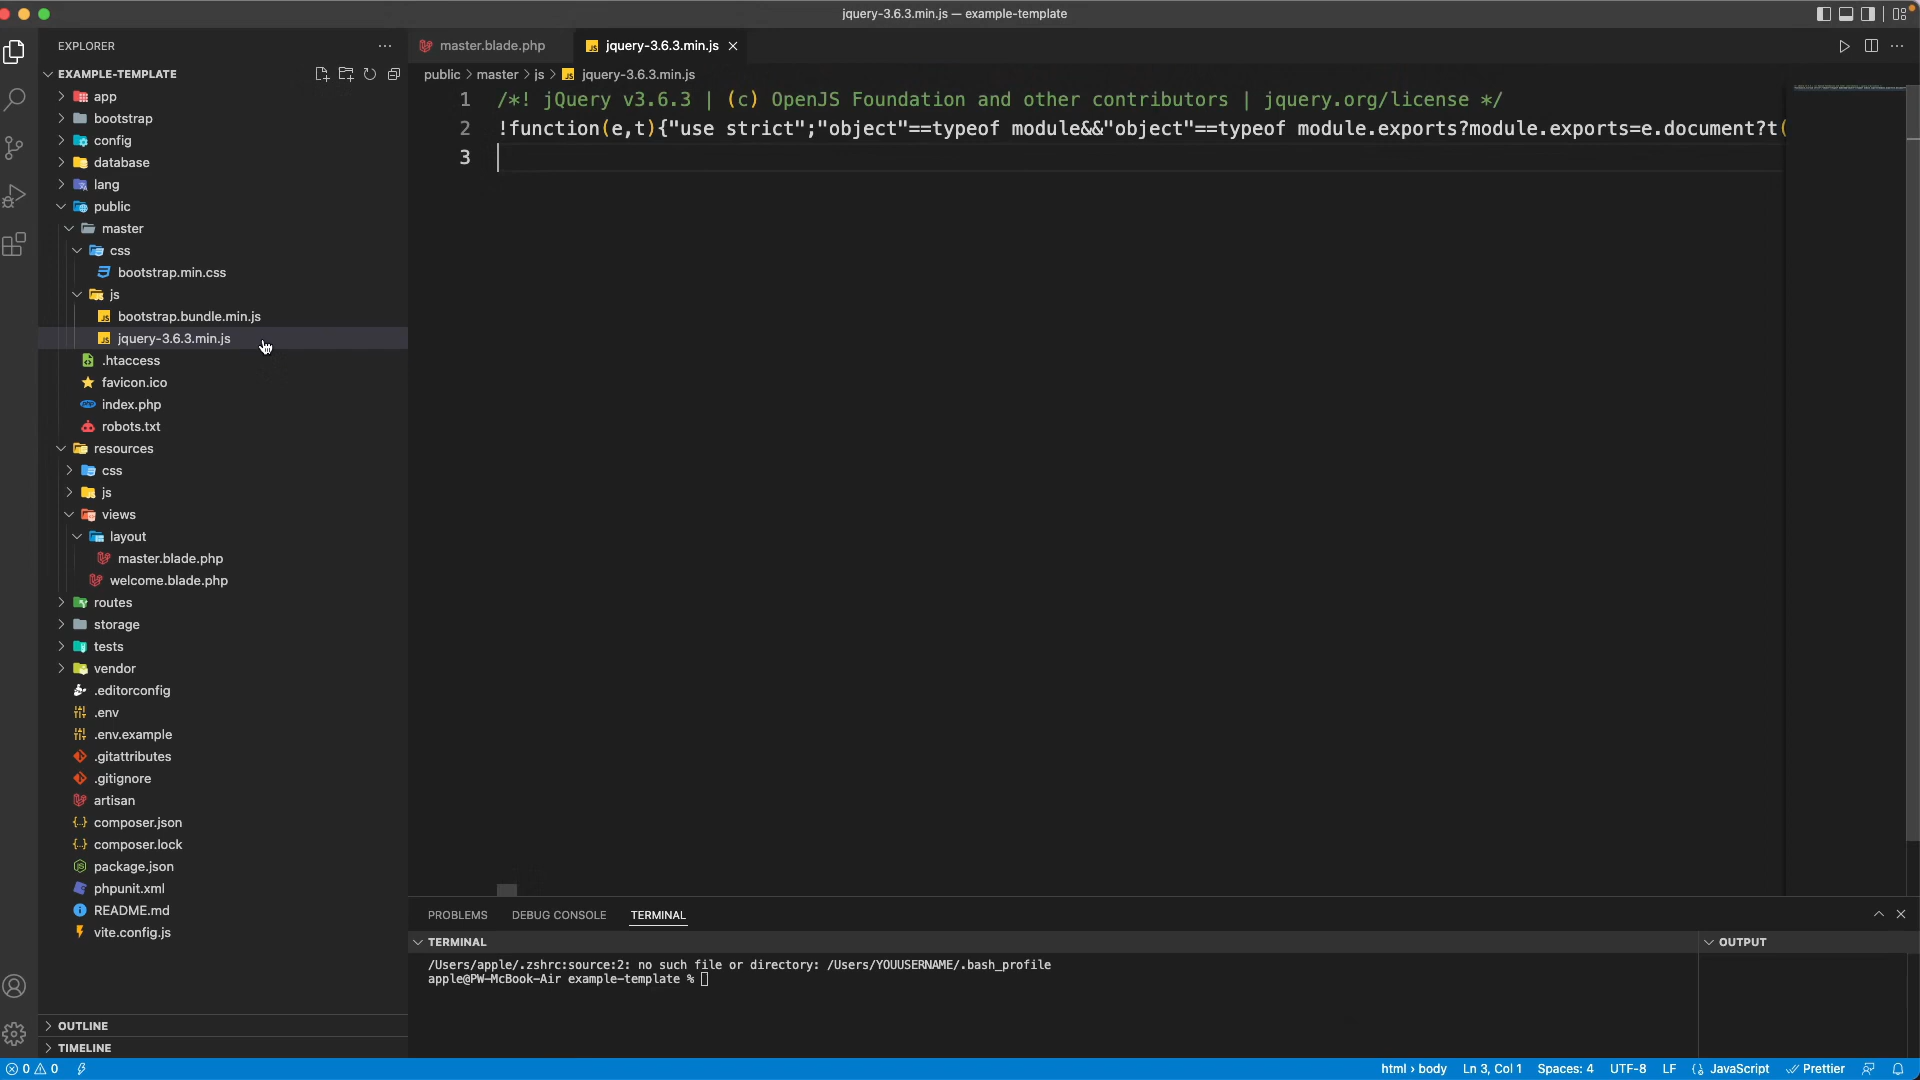 jquery-3.6.3.min.js — example-template
EXPLORER
EXAMPLE-TEMPLATE
app
bootstrap
config
database
lang
public
master
css
bootstrap.min.css
js
bootstrap.bundle.min.js
jquery-3.6.3.min.js
.htaccess
favicon.ico
index.php
robots.txt
resources
css
js
views
layout
master.blade.php
welcome.blade.php
routes
storage
tests
vendor
.editorconfig
.env
.env.example
.gitattributes
.gitignore
artisan
composer.json
composer.lock
package.json
phpunit.xml
README.md
vite.config.js
OUTLINE
TIMELINE
master.blade.php
jquery-3.6.3.min.js
public > master > js > jquery-3.6.3.min.js
1 /*! jQuery v3.6.3 | (c) OpenJS Foundation and other contributors | jquery.org/license */
2 !function(e,t){"use strict";"object"==typeof module&&"object"==typeof module.exports?module.exports=e.document?t(
3
PROBLEMS DEBUG CONSOLE TERMINAL
TERMINAL
/Users/apple/.zshrc:source:2: no such file or directory: /Users/YOUUSERNAME/.bash_profile
apple@PW-McBook-Air example-template %
OUTPUT
0 0
html › body Ln 3, Col 1 Spaces: 4 UTF-8 LF JavaScript Prettier